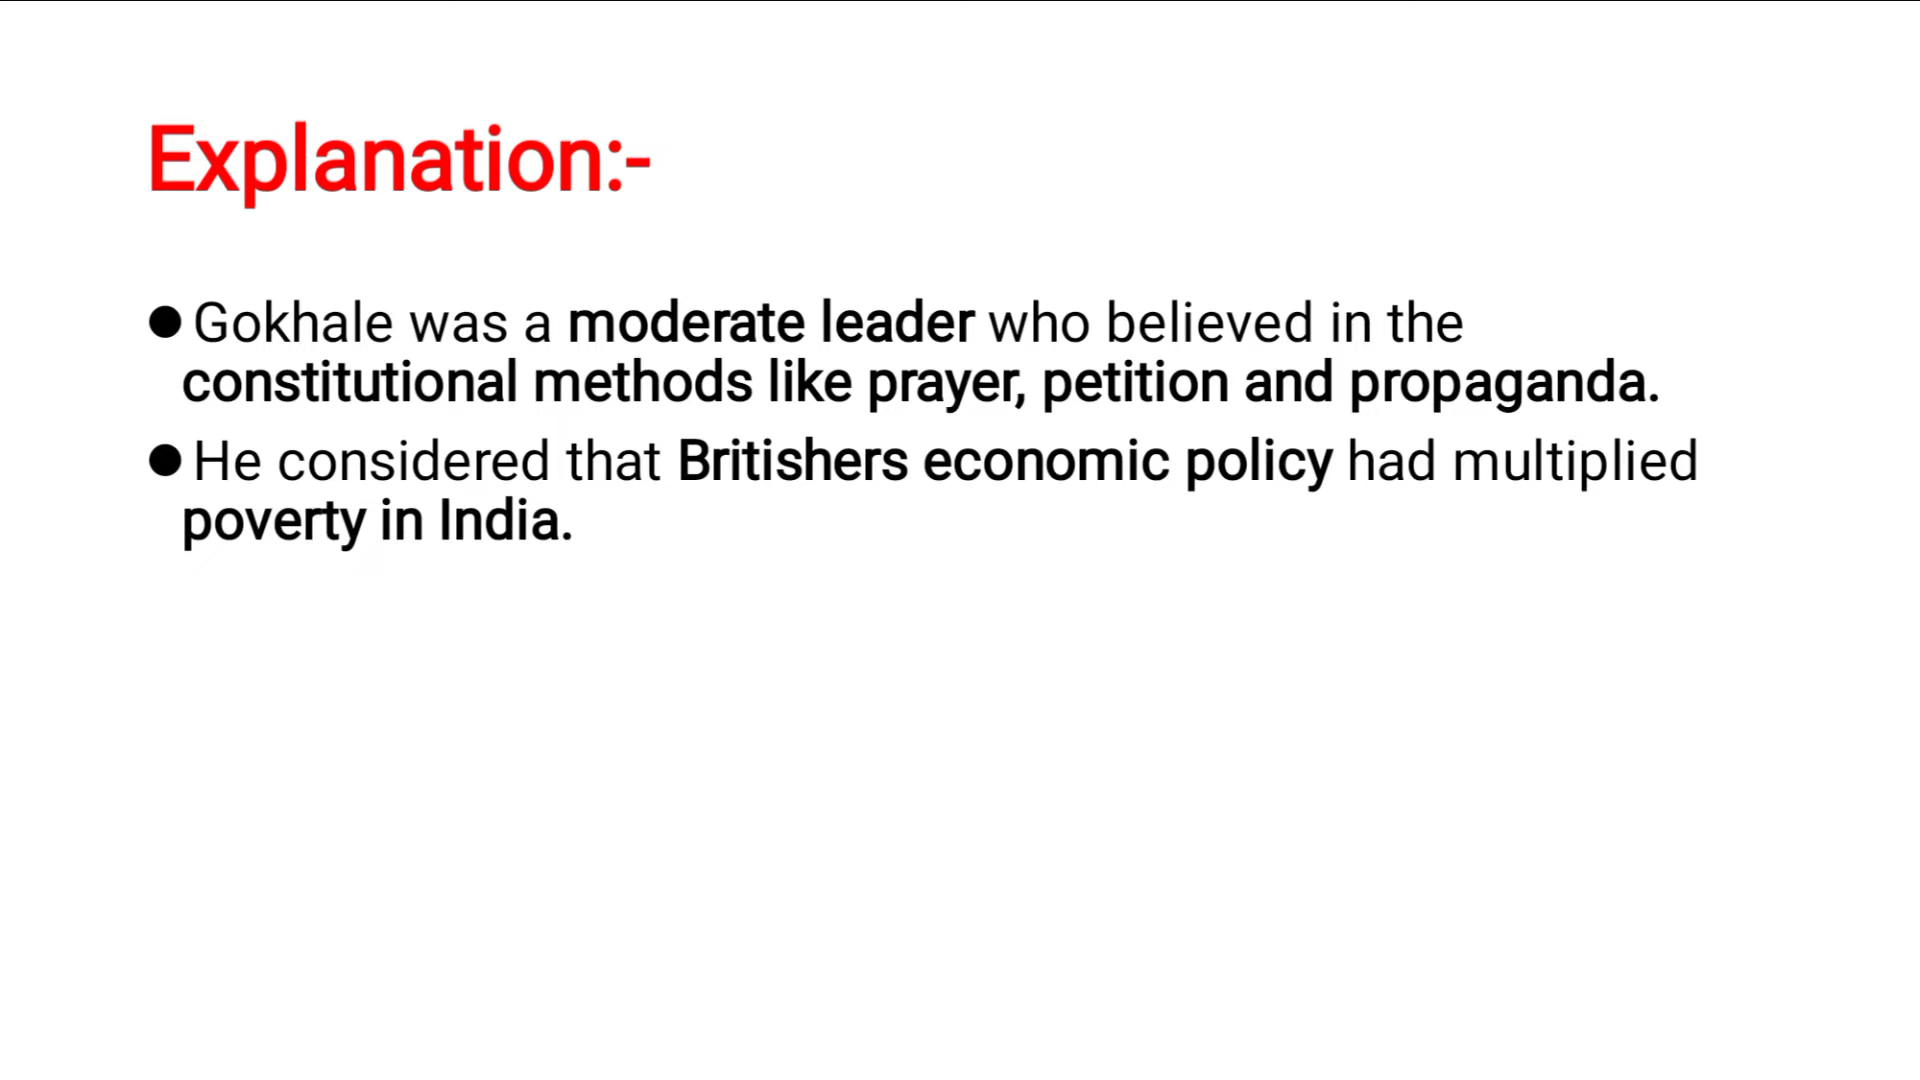 Explanation:-
● Gokhale was a moderate leader who believed in the
constitutional methods like prayer, petition and propaganda.
● He considered that Britishers economic policy had multiplied
poverty in India.